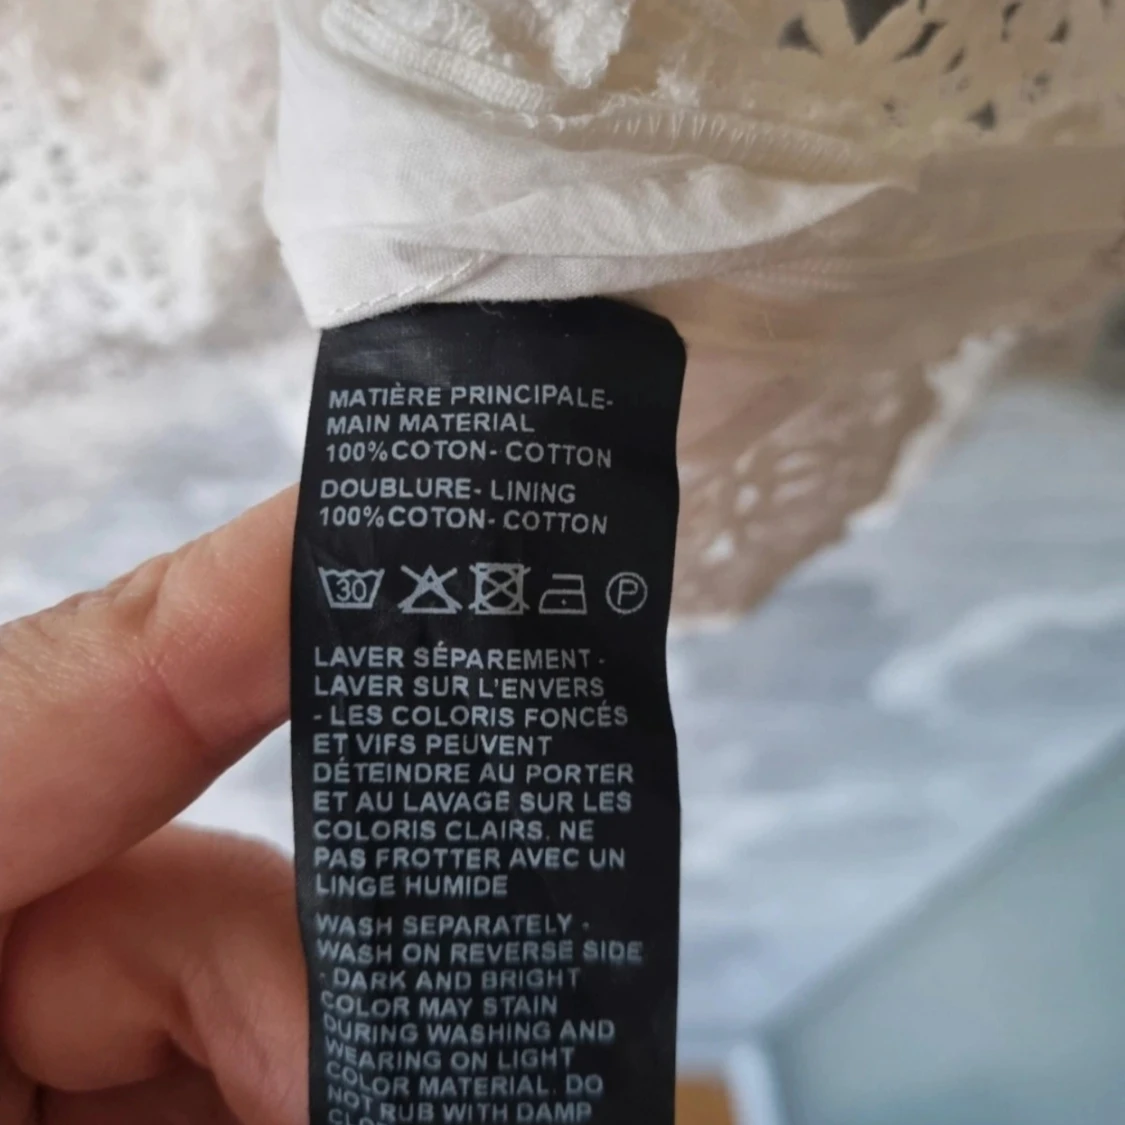 MATIÈRE PRINCIPALE-
MAIN MATERIAL
100%COTON-COTTON
DOUBLURE-LINING
100%COTON-COTTON
30 P
LAVER SÉPAREMENT -
LAVER SUR L'ENVERS
- LES COLORIS FONCÉS
ET VIFS PEUVENT
DÉTEINDRE AU PORTER
ET AU LAVAGE SUR LES
COLORIS CLAIRS. NE
PAS FROTTER AVEC UN
LINGE HUMIDE
WASH SEPARATELY -
WASH ON REVERSE SIDE
- DARK AND BRIGHT
COLOR MAY STAIN
DURING WASHING AND
WEARING ON LIGHT
COLOR MATERIAL. DO
NOT RUB WITH DAMP